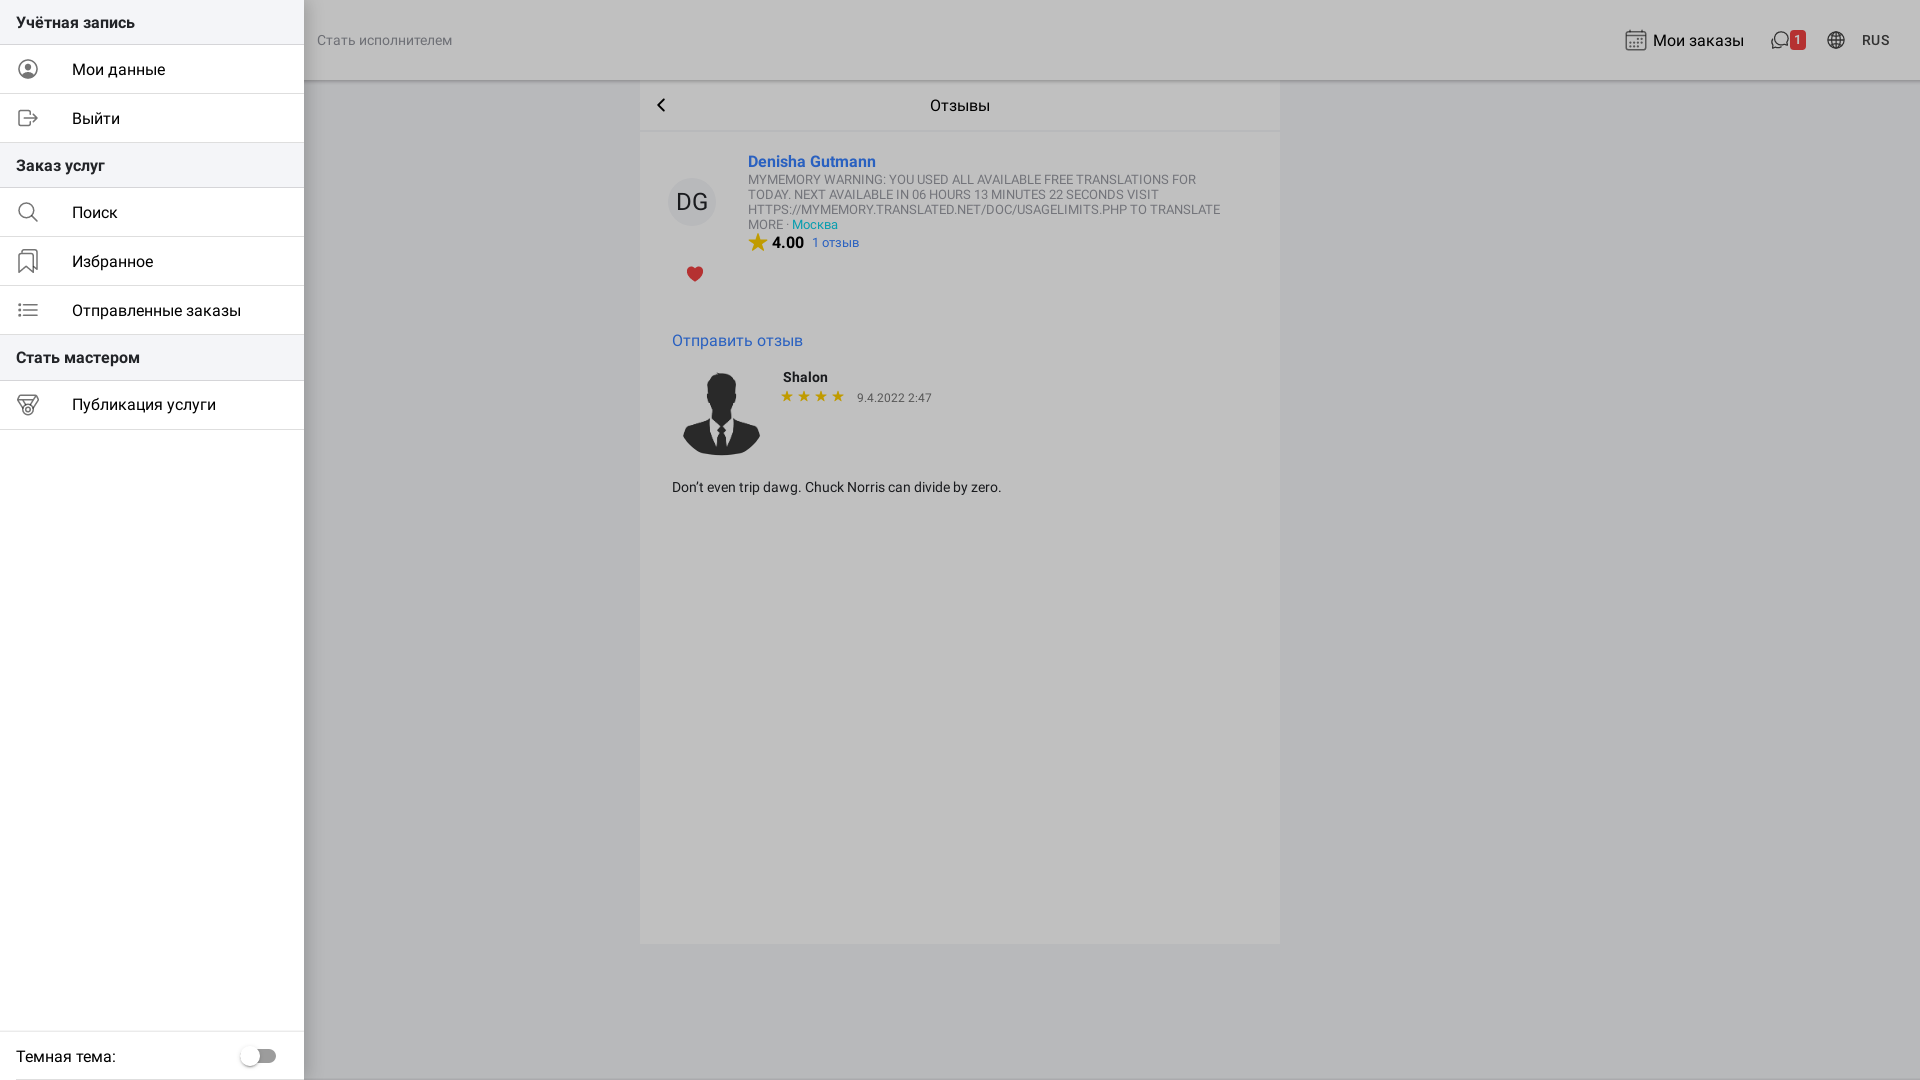 Учётная запись
Мои данные
Выйти
Заказ услуг
Поиск
Избранное
Отправленные заказы
Стать мастером
Публикация услуги
Темная тема:
Стать исполнителем
Мои заказы
1
RUS
Отзывы
DG
Denisha Gutmann
MYMEMORY WARNING: YOU USED ALL AVAILABLE FREE TRANSLATIONS FOR
TODAY. NEXT AVAILABLE IN 06 HOURS 13 MINUTES 22 SECONDS VISIT
HTTPS://MYMEMORY.TRANSLATED.NET/DOC/USAGELIMITS.PHP TO TRANSLATE
MORE · Москва
4.00 1 отзыв
Отправить отзыв
Shalon
9.4.2022 2:47
Don’t even trip dawg. Chuck Norris can divide by zero.